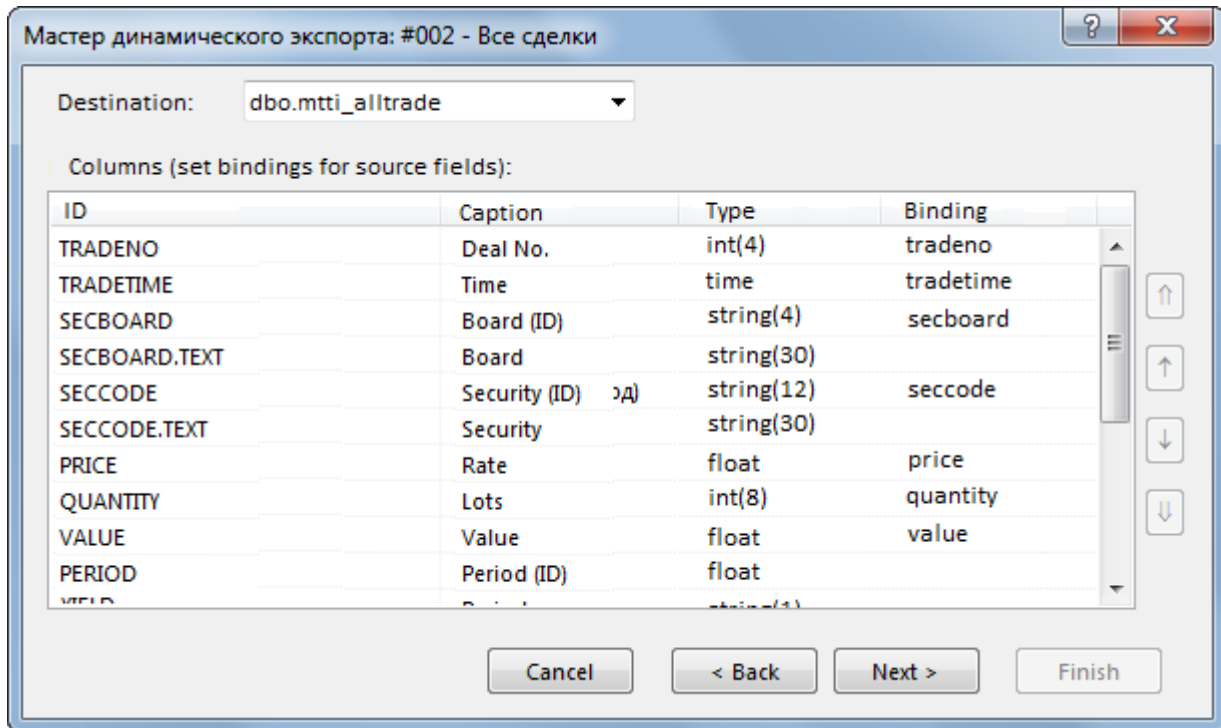 Мастер динамического экспорта: #002 - Все сделки
Destination: dbo.mtti_alltrade
Columns (set bindings for source fields):
ID Caption Type Binding
TRADENO Deal No. int(4) tradeno
TRADETIME Time time tradetime
SECBOARD Board (ID) string(4) secboard
SECBOARD.TEXT Board string(30)
SECCODE Security (ID) од) string(12) seccode
SECCODE.TEXT Security string(30)
PRICE Rate float price
QUANTITY Lots int(8) quantity
VALUE Value float value
PERIOD Period (ID) float
Cancel < Back Next > Finish